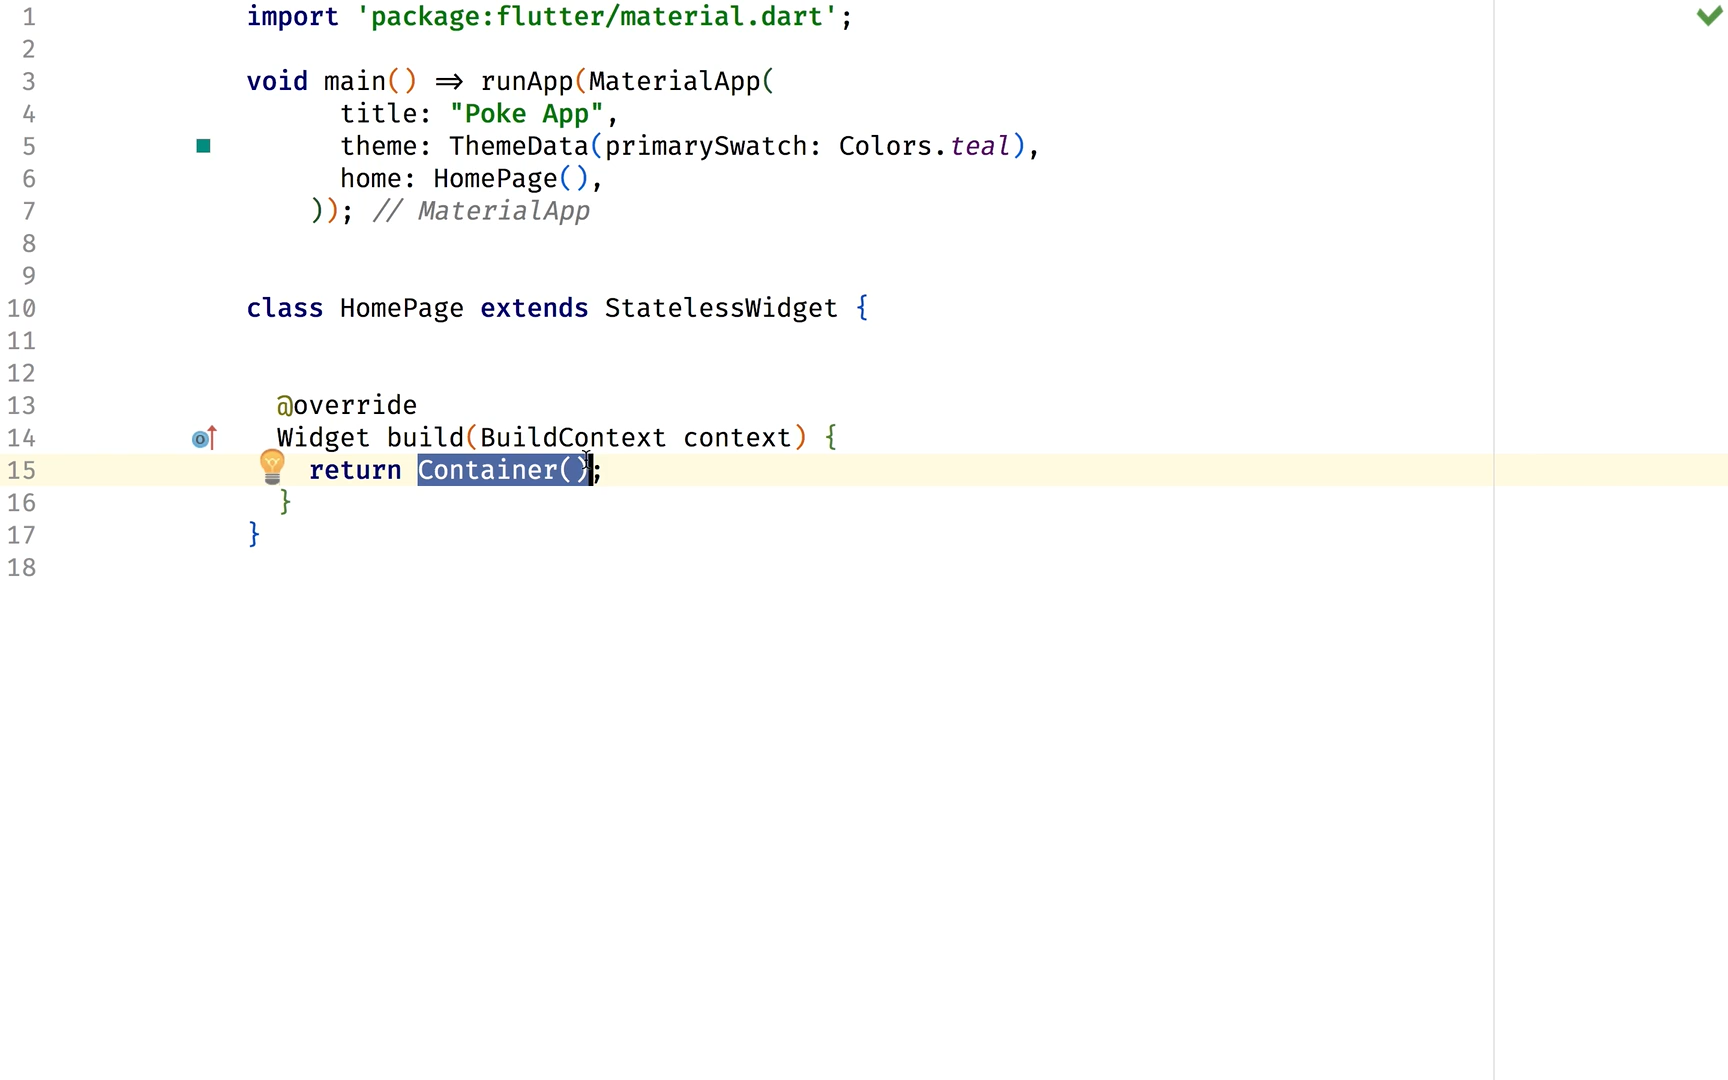 1 import 'package:flutter/material.dart';
2
3 void main() => runApp(MaterialApp(
4 title: "Poke App",
5 theme: ThemeData(primarySwatch: Colors.teal),
6 home: HomePage(),
7 )); // MaterialApp
8
9
10 class HomePage extends StatelessWidget {
11
12
13 @override
14 Widget build(BuildContext context) {
15 return Container();
16 }
17 }
18